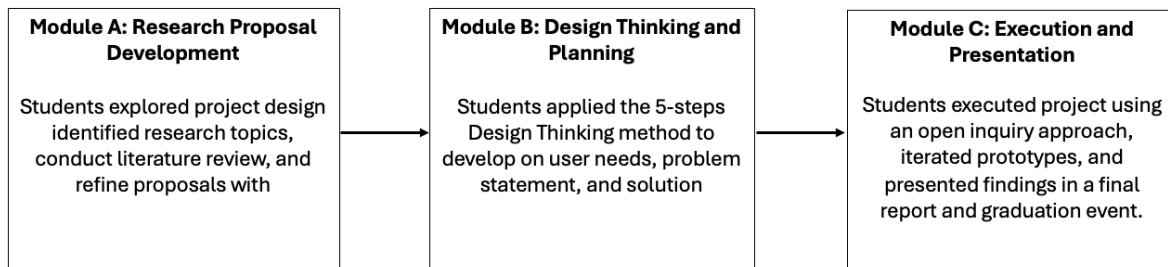 Module A: Research Proposal
Development
Students explored project design
identified research topics,
conduct literature review, and
refine proposals with
Module B: Design Thinking and
Planning
Students applied the 5-steps
Design Thinking method to
develop on user needs, problem
statement, and solution
Module C: Execution and
Presentation
Students executed project using
an open inquiry approach,
iterated prototypes, and
presented findings in a final
report and graduation event.